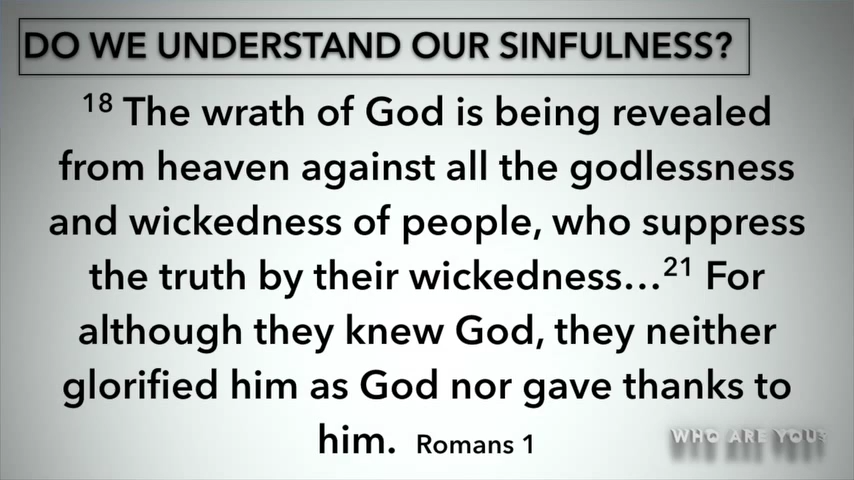 DO WE UNDERSTAND OUR SINFULNESS?
18 The wrath of God is being revealed
from heaven against all the godlessness
and wickedness of people, who suppress
the truth by their wickedness...21 For
although they knew God, they neither
glorified him as God nor gave thanks to
him. Romans 1
WHO ARE YOU?